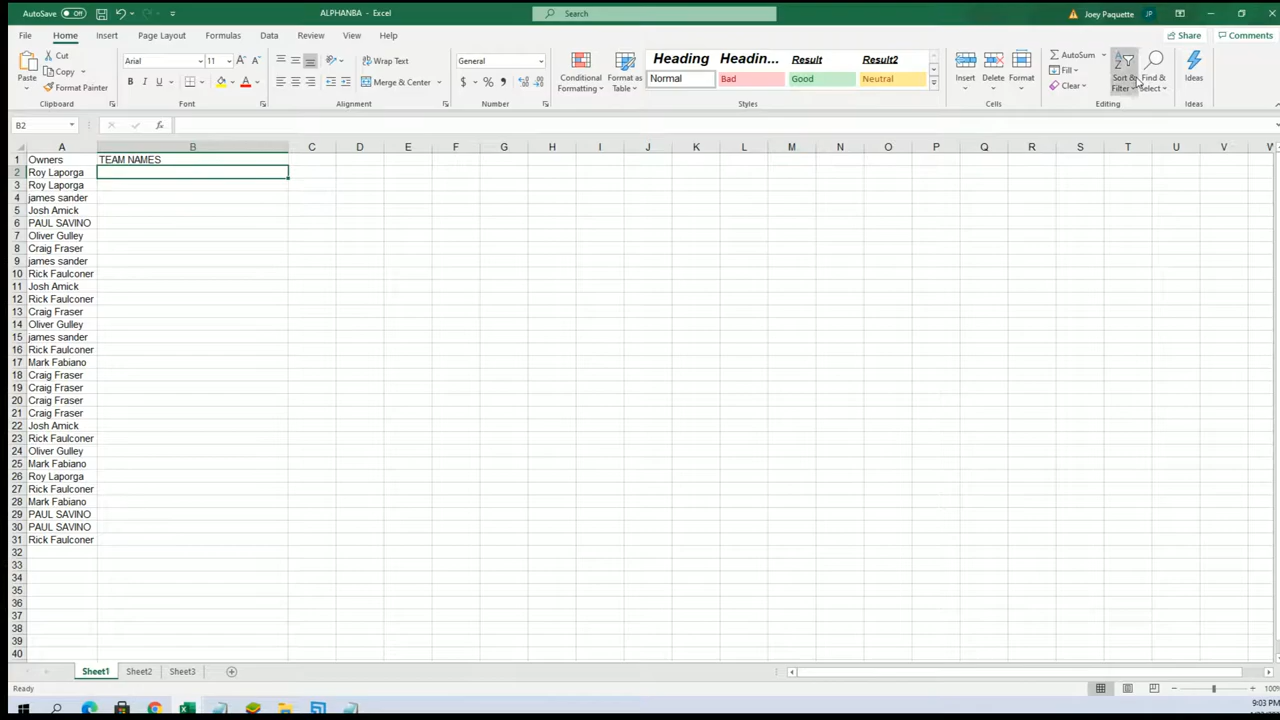 AutoSave Off ALPHANBA - Excel Search Joey Paquette JP
File Home Insert Page Layout Formulas Data Review View Help Share Comments
Paste Cut Copy Format Painter Clipboard
Arial 11 A A B I U A Font
Wrap Text Merge & Center Alignment
General $ % , Number
Conditional Formatting Format as Table
Heading Headin... Result Result2
Normal Bad Good Neutral Styles
Insert Delete Format Cells
AutoSum Fill Clear Sort & Filter Find & Select Editing
Ideas Ideas
B2 fx
A B C D E F G H I J K L M N O P Q R S T U V W
1 Owners TEAM NAMES
2 Roy Laporga
3 Roy Laporga
4 james sander
5 Josh Amick
6 PAUL SAVINO
7 Oliver Gulley
8 Craig Fraser
9 james sander
10 Rick Faulconer
11 Josh Amick
12 Rick Faulconer
13 Craig Fraser
14 Oliver Gulley
15 james sander
16 Rick Faulconer
17 Mark Fabiano
18 Craig Fraser
19 Craig Fraser
20 Craig Fraser
21 Craig Fraser
22 Josh Amick
23 Rick Faulconer
24 Oliver Gulley
25 Mark Fabiano
26 Roy Laporga
27 Rick Faulconer
28 Mark Fabiano
29 PAUL SAVINO
30 PAUL SAVINO
31 Rick Faulconer
32
33
34
35
36
37
38
39
40
Sheet1 Sheet2 Sheet3
Ready 100%
9:03 PM